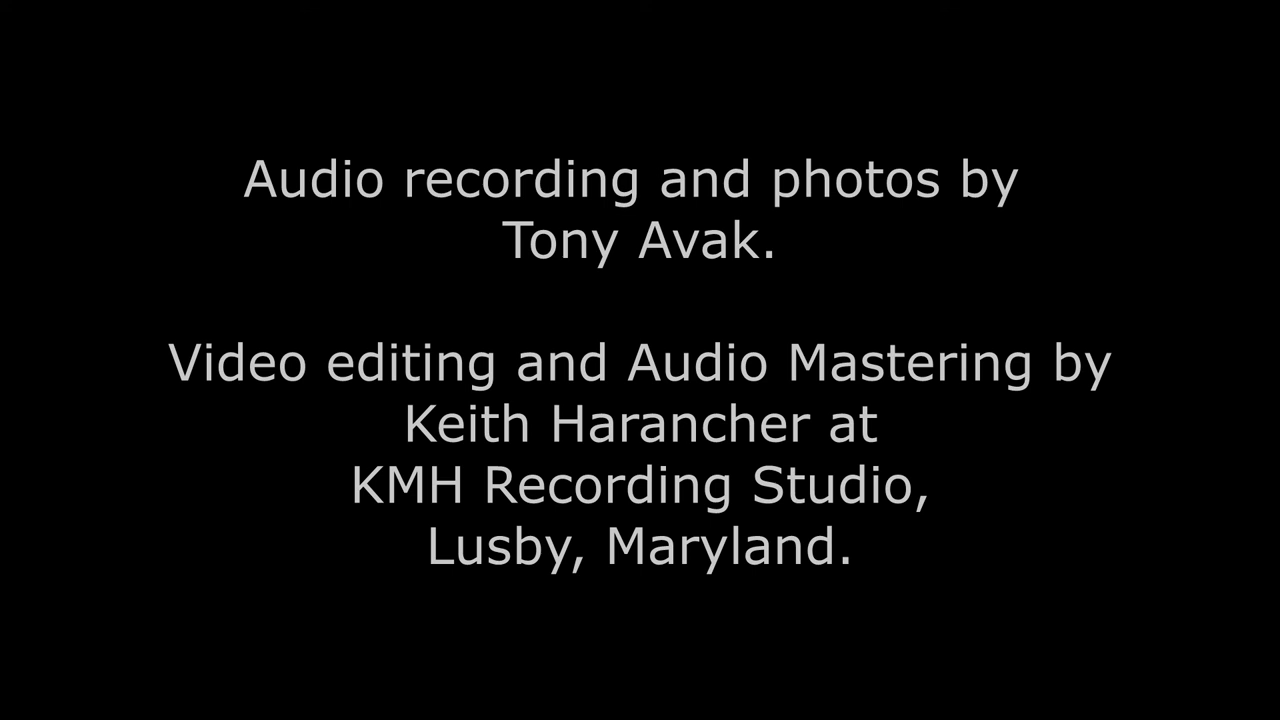 Audio recording and photos by
Tony Avak.
Video editing and Audio Mastering by
Keith Harancher at
KMH Recording Studio,
Lusby, Maryland.